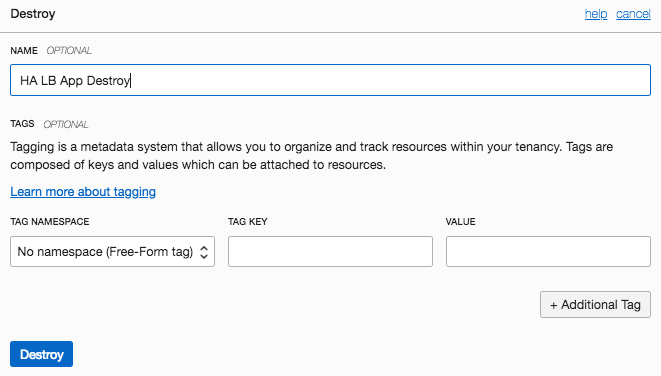 Destroy help cancel
NAME OPTIONAL
HA LB App Destroy
TAGS OPTIONAL
Tagging is a metadata system that allows you to organize and track resources within your tenancy. Tags are
composed of keys and values which can be attached to resources.
Learn more about tagging
TAG NAMESPACE TAG KEY VALUE
No namespace (Free-Form tag)
+ Additional Tag
Destroy